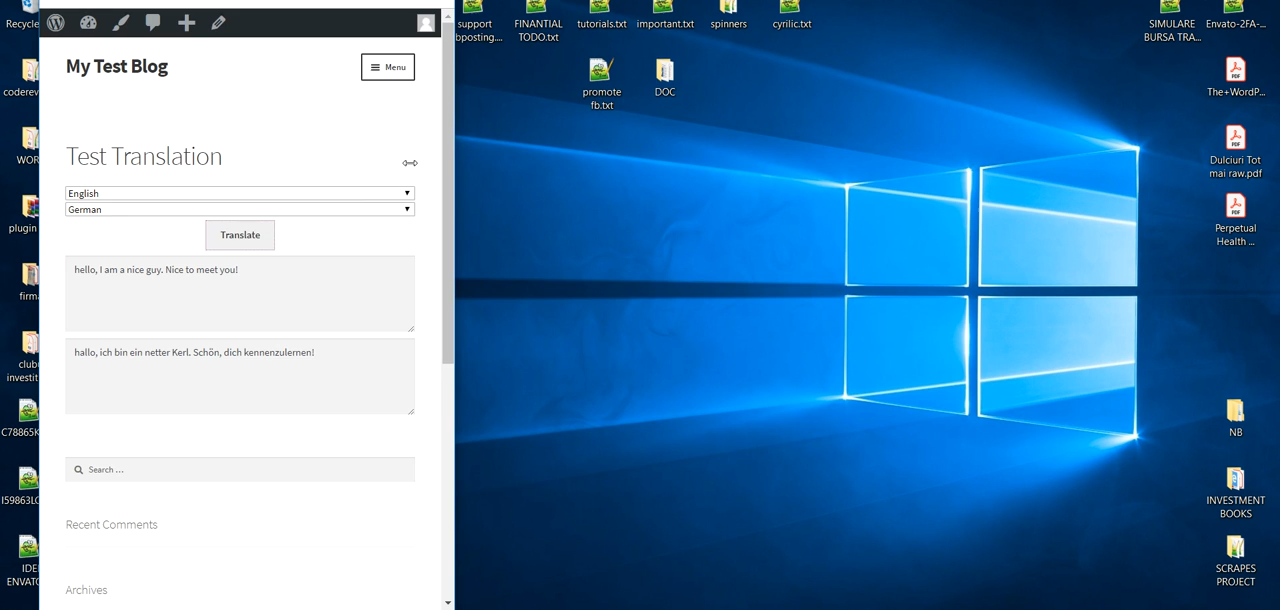 Recycle
support
bposting....
FINANTIAL
TODO.txt
tutorials.txt
important.txt
spinners
cyrilic.txt
SIMULARE
BURSA TRA...
Envato-2FA-...
My Test Blog
Menu
coderev
promote
fb.txt
DOC
The+WordP...
Test Translation
WOR
Dulciuri Tot
mai raw.pdf
English
German
Translate
plugin
Perpetual
Health ...
hello, I am a nice guy. Nice to meet you!
firm
hallo, ich bin ein netter Kerl. Schön, dich kennenzulernen!
club
investit
C78865K
NB
Search ...
I59863LC
INVESTMENT
BOOKS
Recent Comments
IDE
ENVAT
SCRAPES
PROJECT
Archives